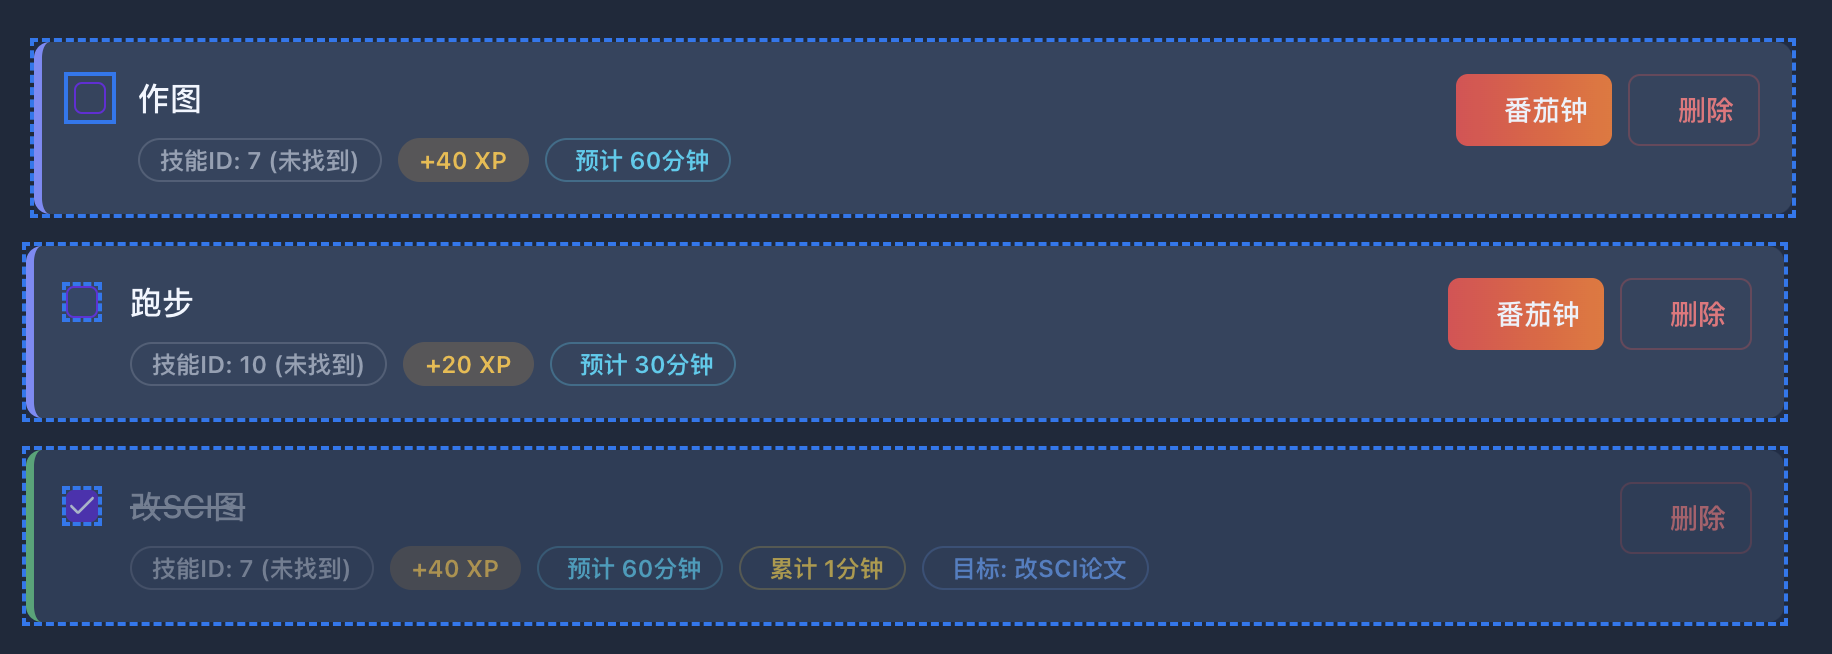 作图 番茄钟 删除
技能ID: 7 (未找到) +40 XP 预计 60分钟
跑步 番茄钟 删除
技能ID: 10 (未找到) +20 XP 预计 30分钟
改SCI图 删除
技能ID: 7 (未找到) +40 XP 预计 60分钟 累计 1分钟 目标: 改SCI论文